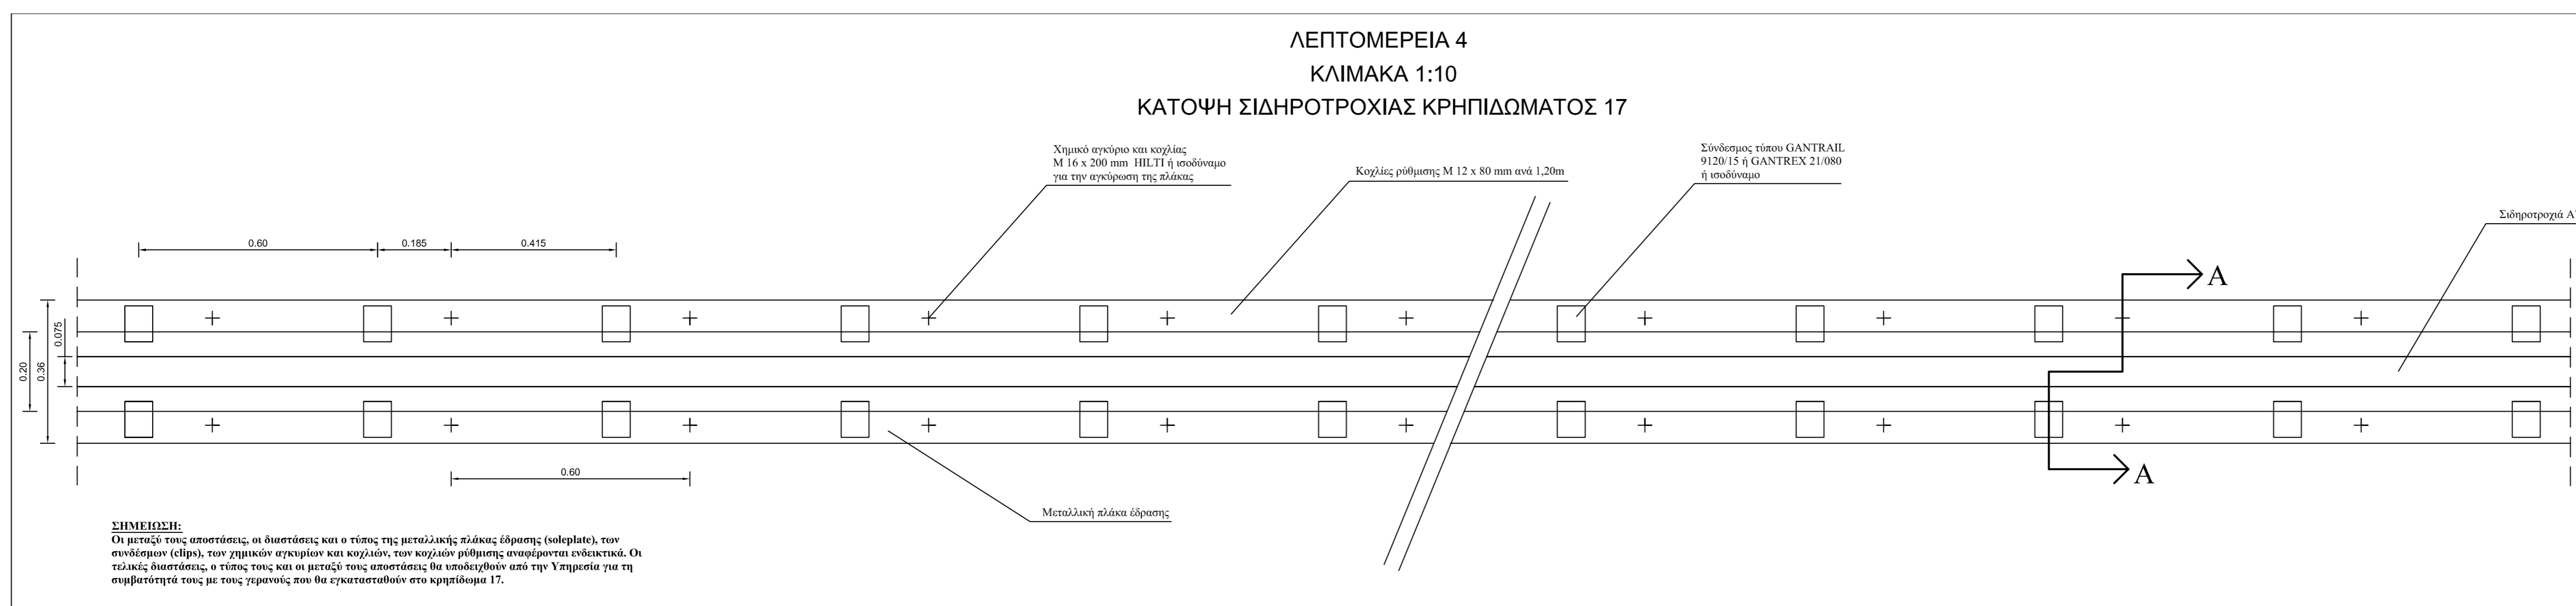 ΛΕΠΤΟΜΕΡΕΙΑ 4
ΚΛΙΜΑΚΑ 1:10
ΚΑΤΟΨΗ ΣΙΔΗΡΟΤΡΟΧΙΑΣ ΚΡΗΠΙΔΩΜΑΤΟΣ 17
Χημικό αγκύριο και κοχλίας
Μ 16 x 200 mm HILTI ή ισοδύναμο
για την αγκύρωση της πλάκας
Κοχλίες ρύθμισης Μ 12 x 80 mm ανά 1,20m
Σύνδεσμος τύπου GANTRAIL
9120/15 ή GANTREX 21/080
ή ισοδύναμο
Σιδηροτροχιά
0.60
0.185
0.415
A
0.075
0.20
0.36
A
0.60
Μεταλλική πλάκα έδρασης
ΣΗΜΕΙΩΣΗ:
Οι μεταξύ τους αποστάσεις, οι διαστάσεις και ο τύπος της μεταλλικής πλάκας έδρασης (soleplate), των
συνδέσμων (clips), των χημικών αγκυρίων και κοχλιών, των κοχλιών ρύθμισης αναφέρονται ενδεικτικά. Οι
τελικές διαστάσεις, ο τύπος τους και οι μεταξύ τους αποστάσεις θα υποδειχθούν από την Υπηρεσία για τη
συμβατότητά τους με τους γερανούς που θα εγκατασταθούν στο κρηπίδωμα 17.